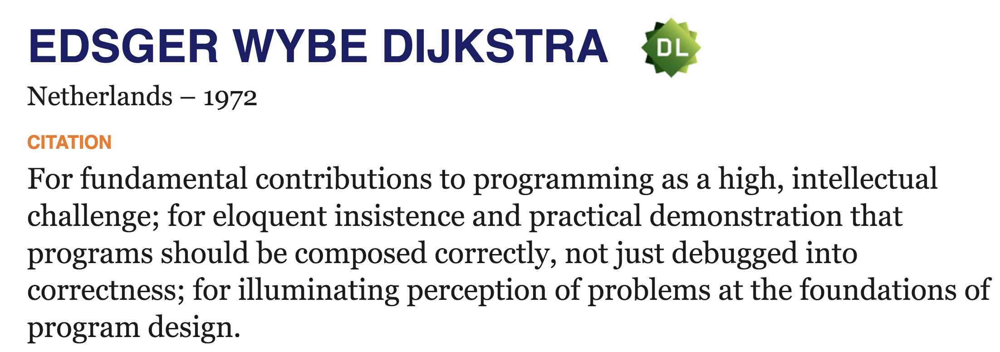 EDSGER WYBE DIJKSTRA DL
Netherlands – 1972
CITATION
For fundamental contributions to programming as a high, intellectual
challenge; for eloquent insistence and practical demonstration that
programs should be composed correctly, not just debugged into
correctness; for illuminating perception of problems at the foundations of
program design.